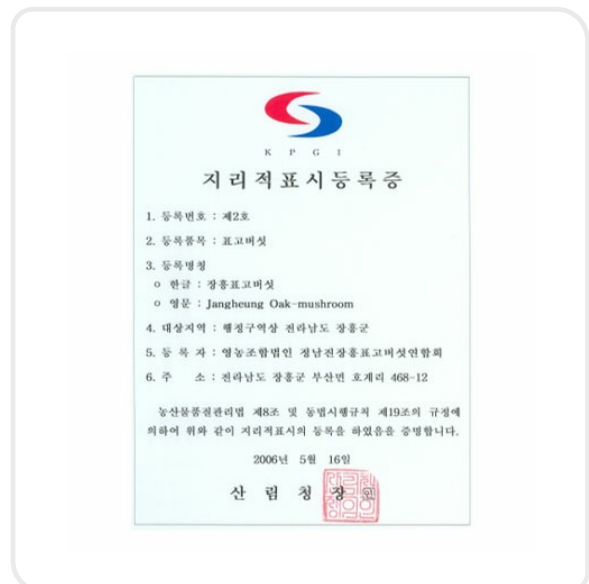 K P G I
지리적표시등록증
1. 등록번호 : 제2호
2. 등록품목 : 표고버섯
3. 등록명칭
ㅇ 한글 : 장흥표고버섯
ㅇ 영문 : Jangheung Oak-mushroom
4. 대상지역 : 행정구역상 전라남도 장흥군
5. 등 록 자 : 영농조합법인 정남진장흥표고버섯연합회
6. 주 소 : 전라남도 장흥군 부산면 호계리 468-12
농산물품질관리법 제8조 및 동법시행규칙 제19조의 규정에
의하여 위와 같이 지리적표시의 등록을 하였음을 증명합니다.
2006년 5월 16일
산 림 청 장